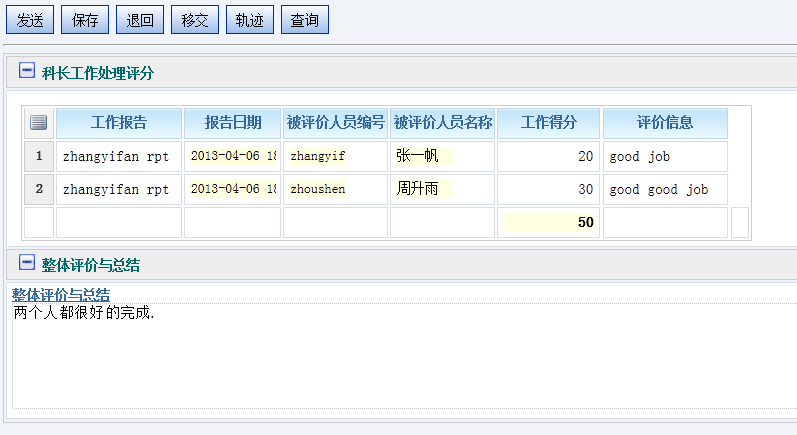 发送 保存 退回 移交 轨迹 查询
科长工作处理评分
工作报告 报告日期 被评价人员编号 被评价人员名称 工作得分 评价信息
1 zhangyifan rpt 2013-04-06 18 zhangyif 张一帆 20 good job
2 zhangyifan rpt 2013-04-06 18 zhoushen 周升雨 30 good good job
50
整体评价与总结
整体评价与总结
两个人都很好的完成.